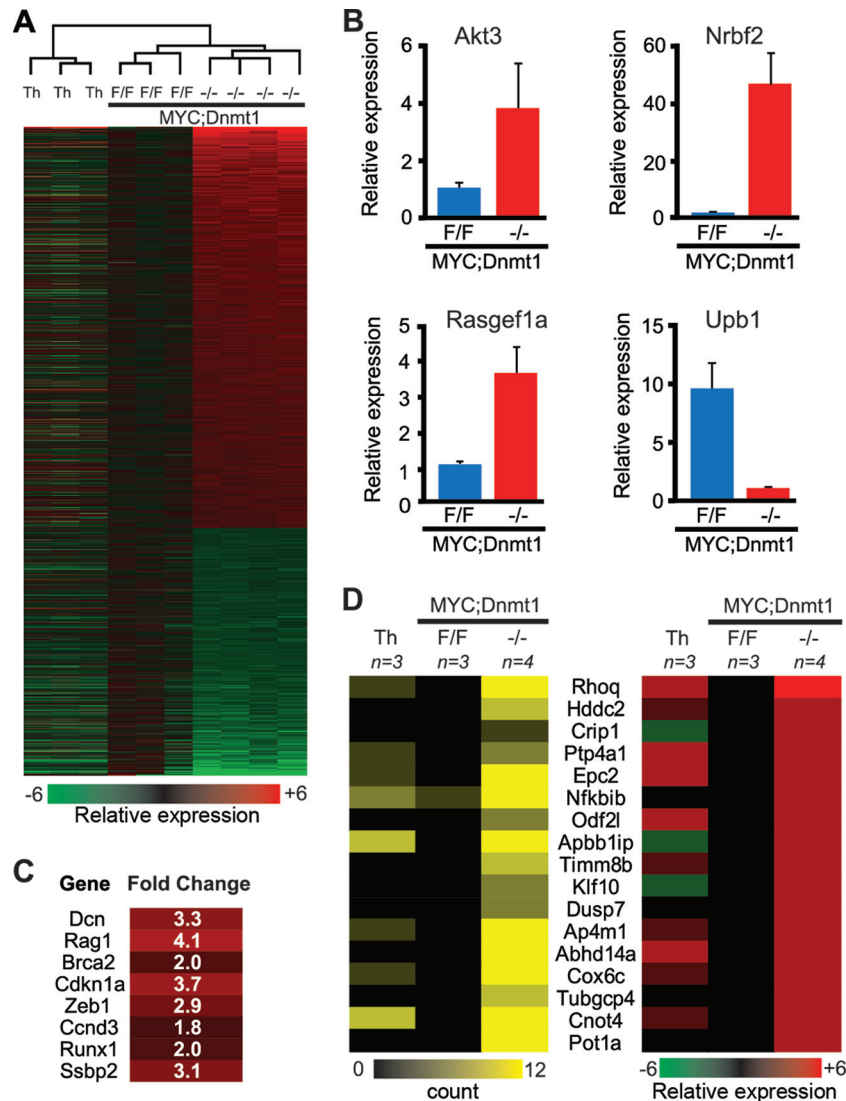 A
Th Th Th F/F F/F F/F -/- -/- -/- -/-
MYC;Dnmt1
-6 +6
Relative expression
B
Akt3
Relative expression
6
4
2
0
F/F -/-
MYC;Dnmt1
Nrbf2
Relative expression
60
40
20
0
F/F -/-
MYC;Dnmt1
Rasgef1a
Relative expression
5
4
3
2
1
0
F/F -/-
MYC;Dnmt1
Upb1
Relative expression
15
10
5
0
F/F -/-
MYC;Dnmt1
C
Gene Fold Change
Dcn 3.3
Rag1 4.1
Brca2 2.0
Cdkn1a 3.7
Zeb1 2.9
Ccnd3 1.8
Runx1 2.0
Ssbp2 3.1
D
MYC;Dnmt1 MYC;Dnmt1
Th F/F -/- Th F/F -/-
n=3 n=3 n=4 n=3 n=3 n=4
Rhoq
Hddc2
Crip1
Ptp4a1
Epc2
Nfkbib
Odf2l
Apbb1ip
Timm8b
Klf10
Dusp7
Ap4m1
Abhd14a
Cox6c
Tubgcp4
Cnot4
Pot1a
0 12
count
-6 +6
Relative expression